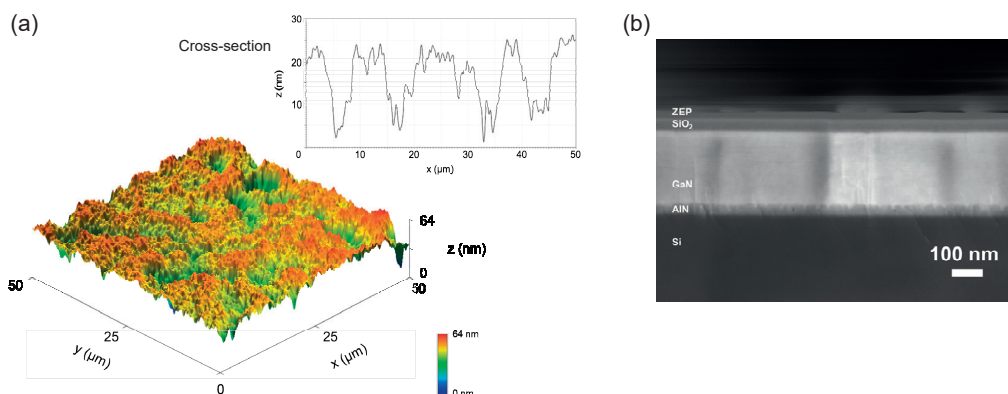 (a)
Cross-section
30
20
10
0
z (nm)
0 10 20 30 40 50
x (μm)
64
z (nm)
0
50
50
25
25
y (μm)
x (μm)
0
64 nm
0 nm
(b)
ZEP
SiO₂
GaN
AlN
Si
100 nm